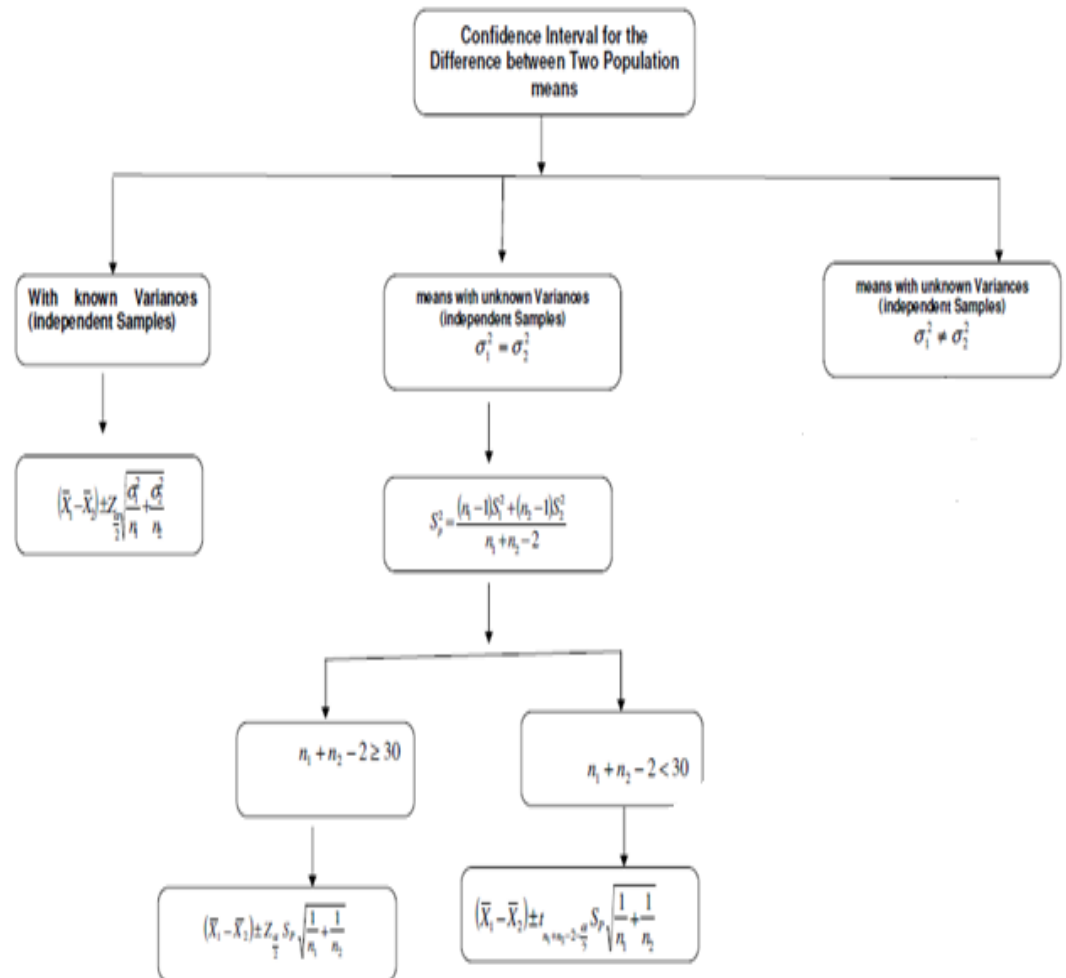 Confidence Interval for the
Difference between Two Population
means
With known Variances
(independent Samples)
means with unknown Variances
(independent Samples)
σ₁² = σ₂²
means with unknown Variances
(independent Samples)
σ₁² ≠ σ₂²
(X̄₁ − X̄₂) ± Z_{α/2} √(σ₁²/n₁ + σ₂²/n₂)
S_p² = ((n₁ −1)S₁² + (n₂ −1)S₂²) / (n₁ + n₂ − 2)
n₁ + n₂ − 2 ≥ 30
n₁ + n₂ − 2 < 30
(X̄₁ − X̄₂) ± Z_{α/2} S_P √(1/n₁ + 1/n₂)
(X̄₁ − X̄₂) ± t_{n₁+n₂−2, α/2} S_P √(1/n₁ + 1/n₂)